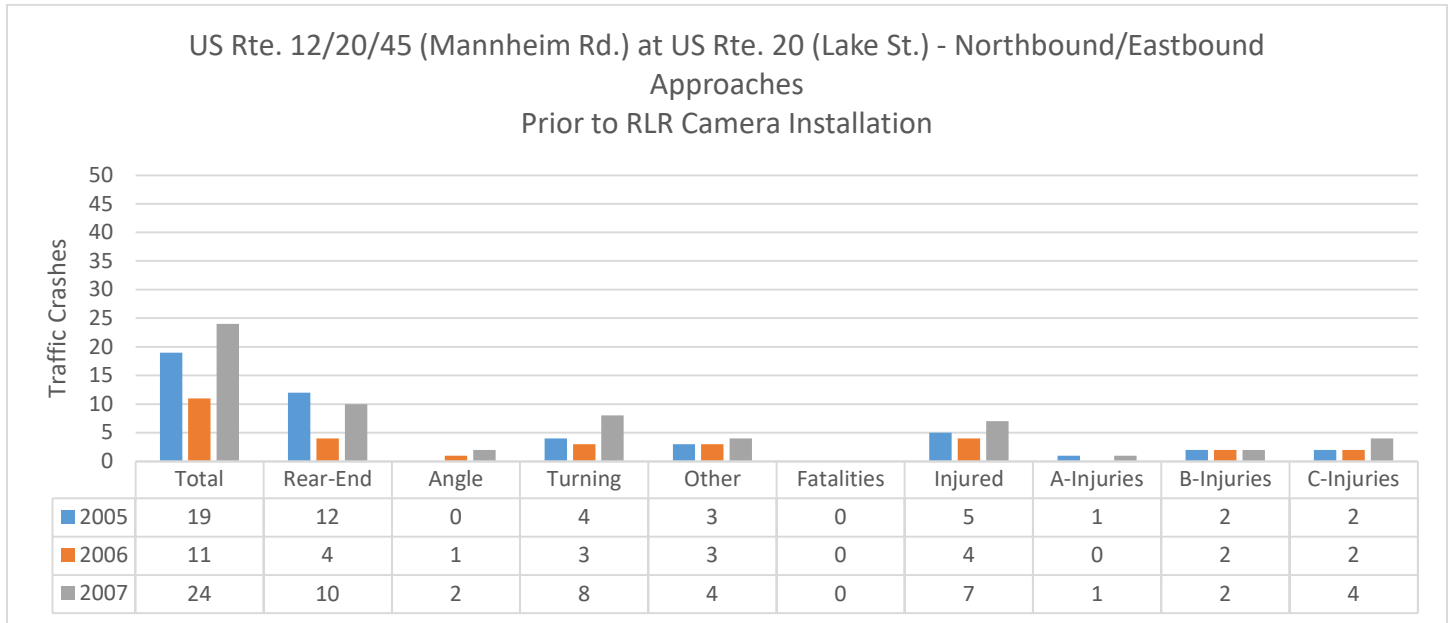 US Rte. 12/20/45 (Mannheim Rd.) at US Rte. 20 (Lake St.) - Northbound/Eastbound
Approaches
Prior to RLR Camera Installation
Traffic Crashes
50
45
40
35
30
25
20
15
10
5
0
Total Rear-End Angle Turning Other Fatalities Injured A-Injuries B-Injuries C-Injuries
2005 19 12 0 4 3 0 5 1 2 2
2006 11 4 1 3 3 0 4 0 2 2
2007 24 10 2 8 4 0 7 1 2 4